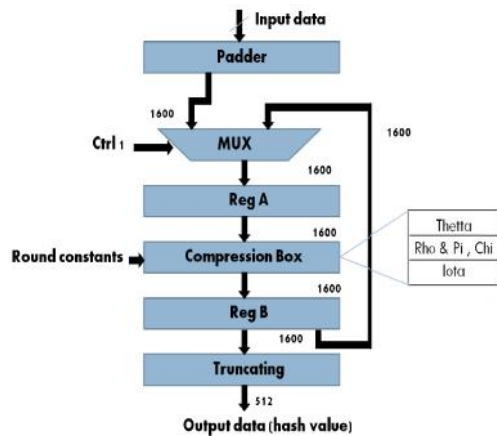 Input data
Padder
1600
Ctrl 1
MUX
1600
1600
Reg A
1600
Thetta
Rho & Pi , Chi
Iota
Round constants
Compression Box
1600
Reg B
1600
Truncating
512
Output data (hash value)